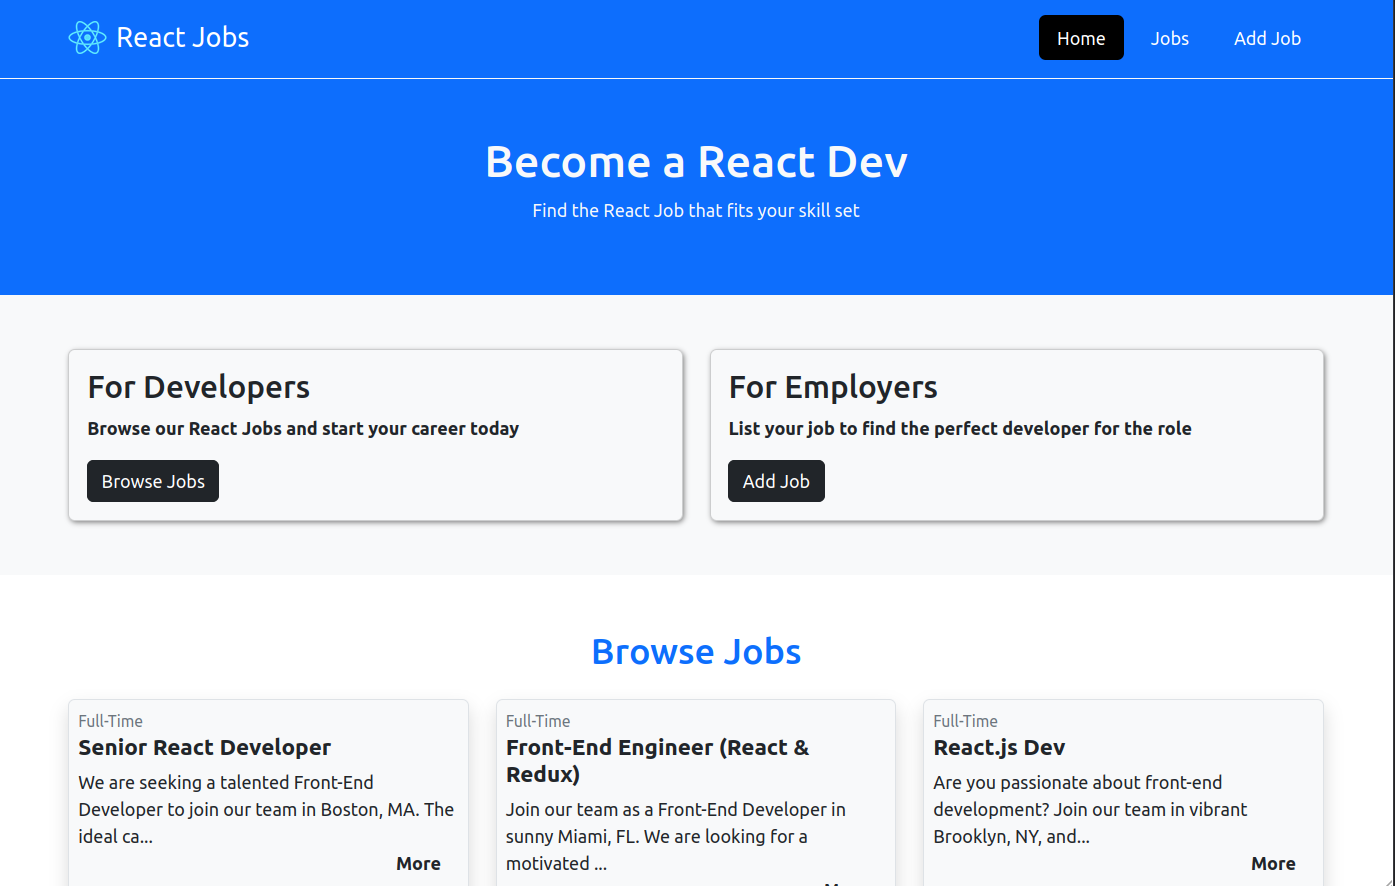 React Jobs
Home
Jobs
Add Job
Become a React Dev
Find the React Job that fits your skill set
For Developers
Browse our React Jobs and start your career today
Browse Jobs
For Employers
List your job to find the perfect developer for the role
Add Job
Browse Jobs
Full-Time
Senior React Developer
We are seeking a talented Front-End
Developer to join our team in Boston, MA. The
ideal ca...
More
Full-Time
Front-End Engineer (React &
Redux)
Join our team as a Front-End Developer in
sunny Miami, FL. We are looking for a
motivated ...
Full-Time
React.js Dev
Are you passionate about front-end
development? Join our team in vibrant
Brooklyn, NY, and...
More